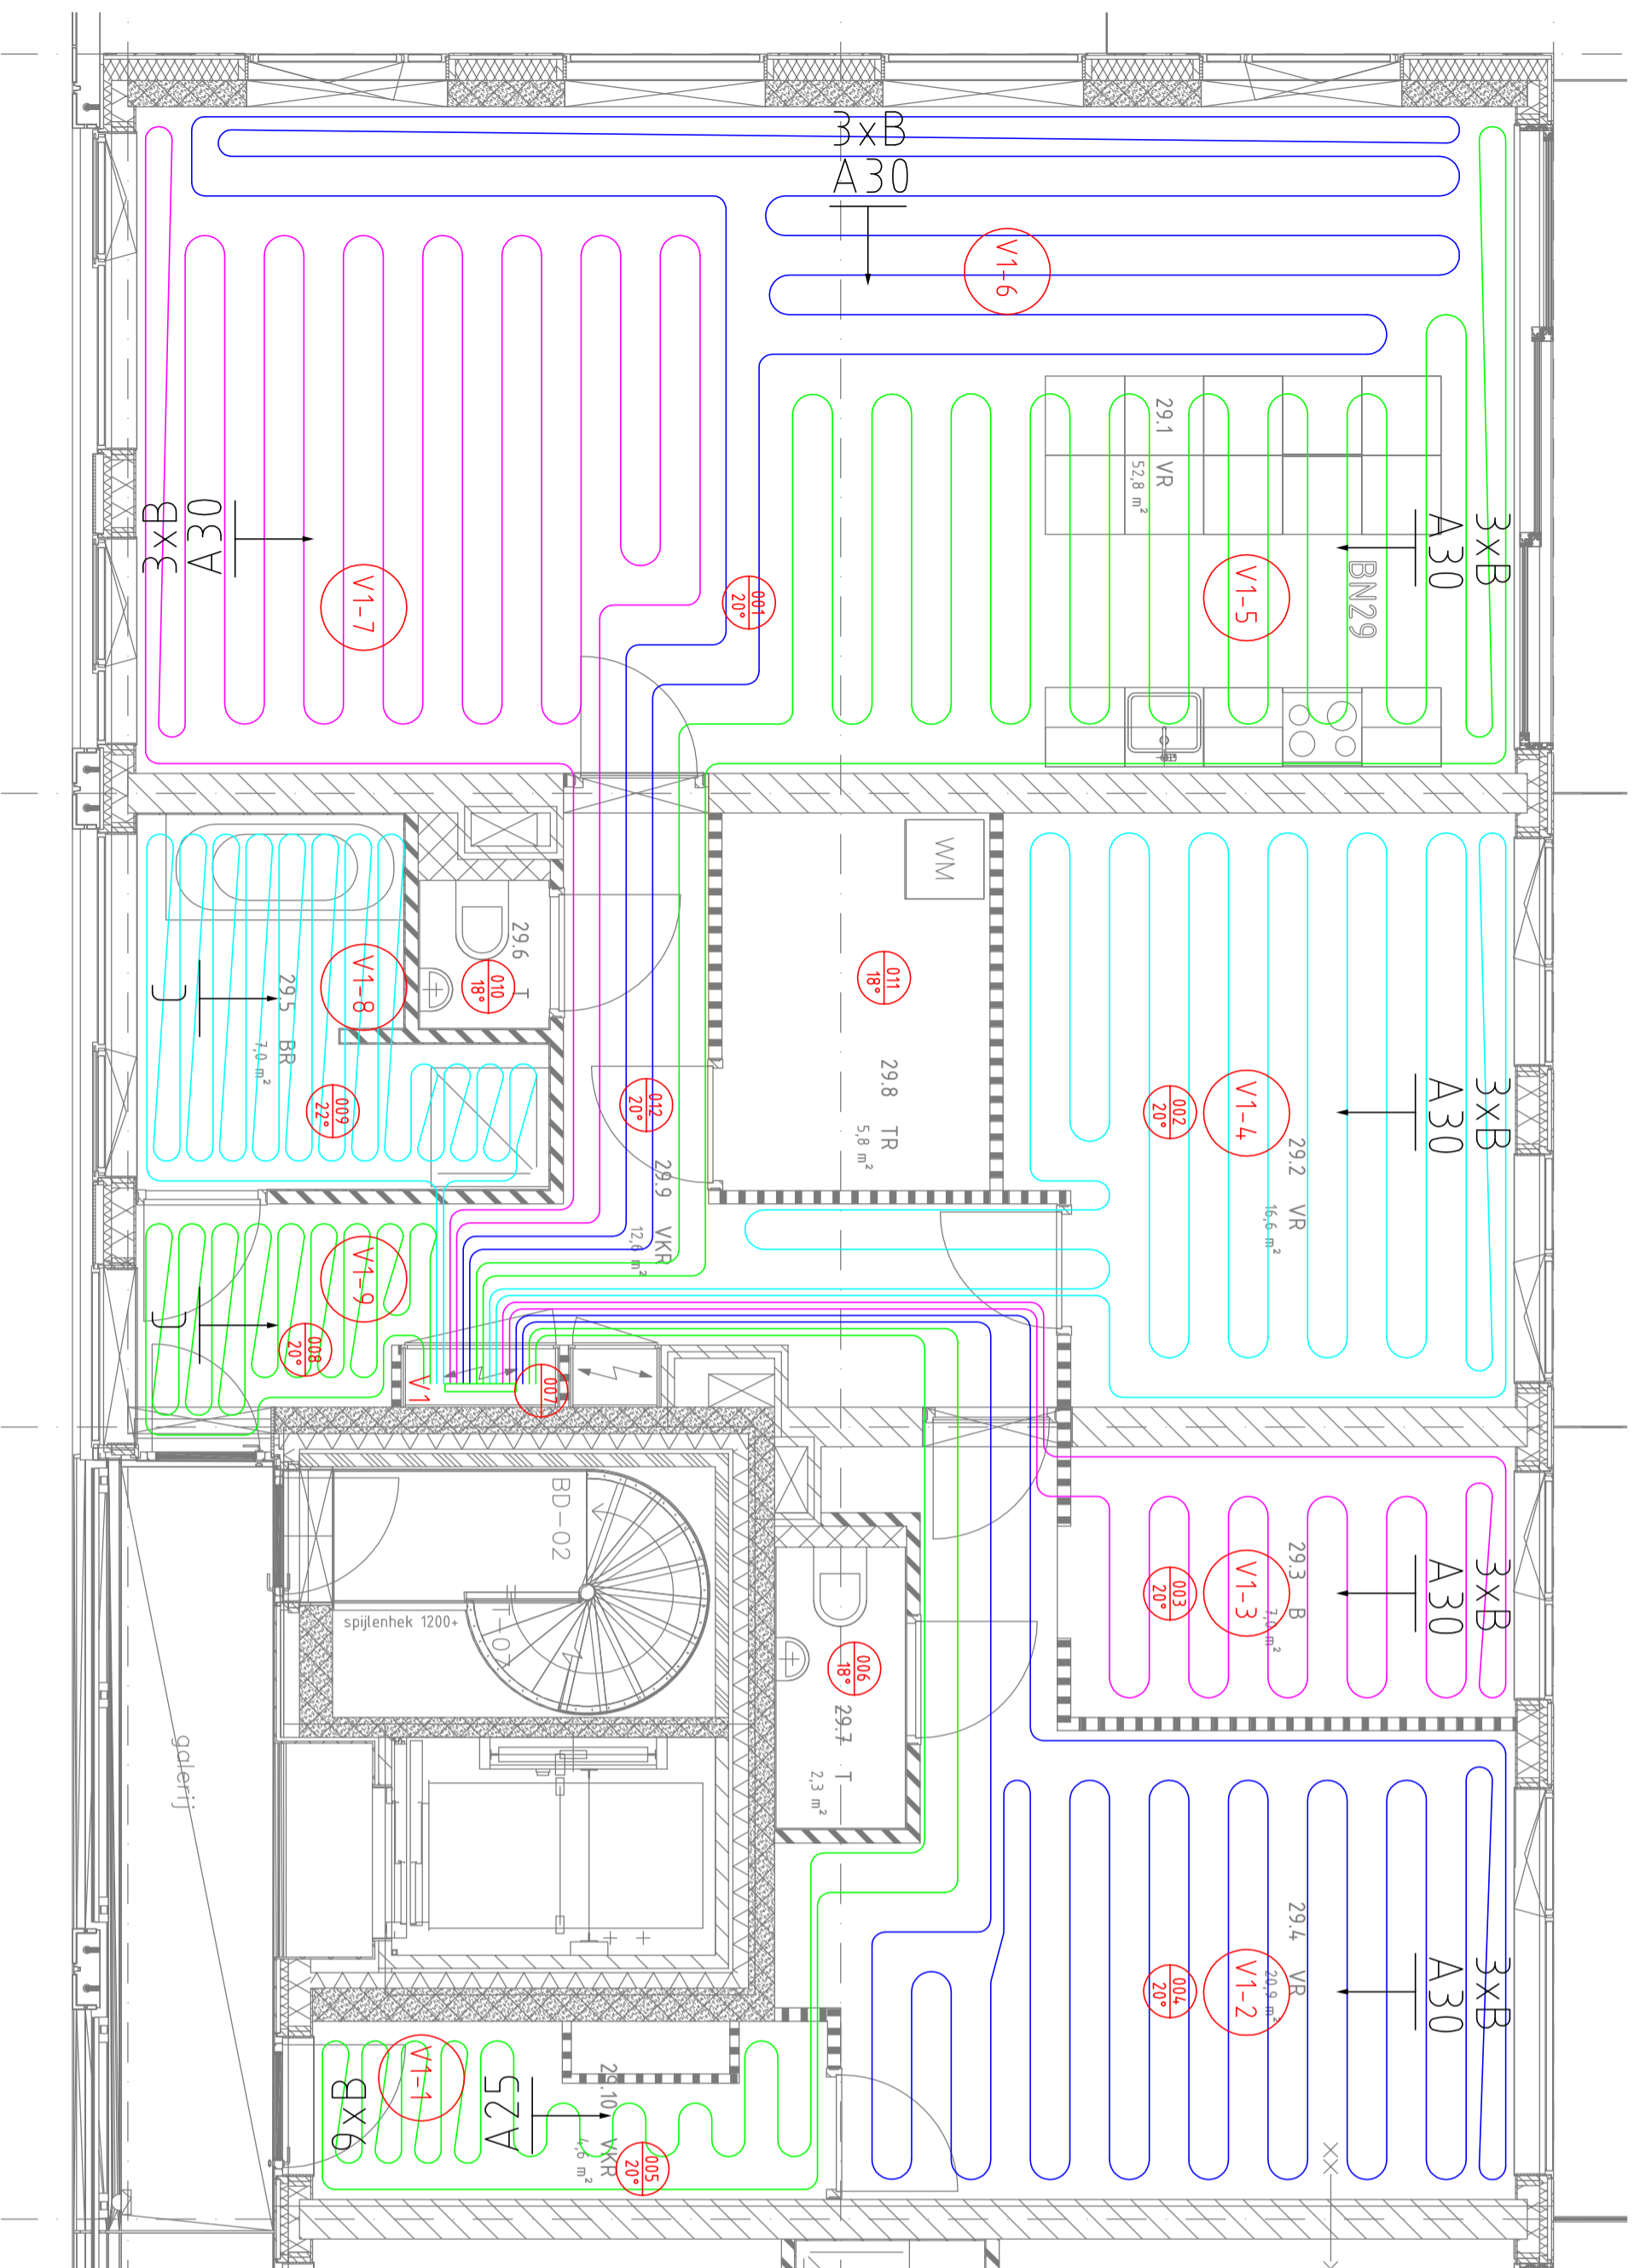 3xB
A30
V1-6
29.1 VR
52,8 m²
3xB
A30
BN29
V1-5
3xB
A30
V1-7
001
20°
WM
29.6 T
010
18°
V1-8
29.5 BR
7,0 m²
U
009
22°
011
18°
29.8 TR
5,8 m²
012
20°
29.9 VKR
12,6 m²
3xB
A30
V1-4
002
20°
29.2 VR
16,6 m²
V1-9
U
008
20°
V1
007
BD-02
spijlenhek 1200+
galerij
006
18°
29.7 T
2,3 m²
3xB
A30
29.3 B
7,0 m²
V1-3
003
20°
3xB
A30
29.4 VR
20,9 m²
V1-2
004
20°
V1-1
9xB
A25
29.10 VKR
4,6 m²
005
20°